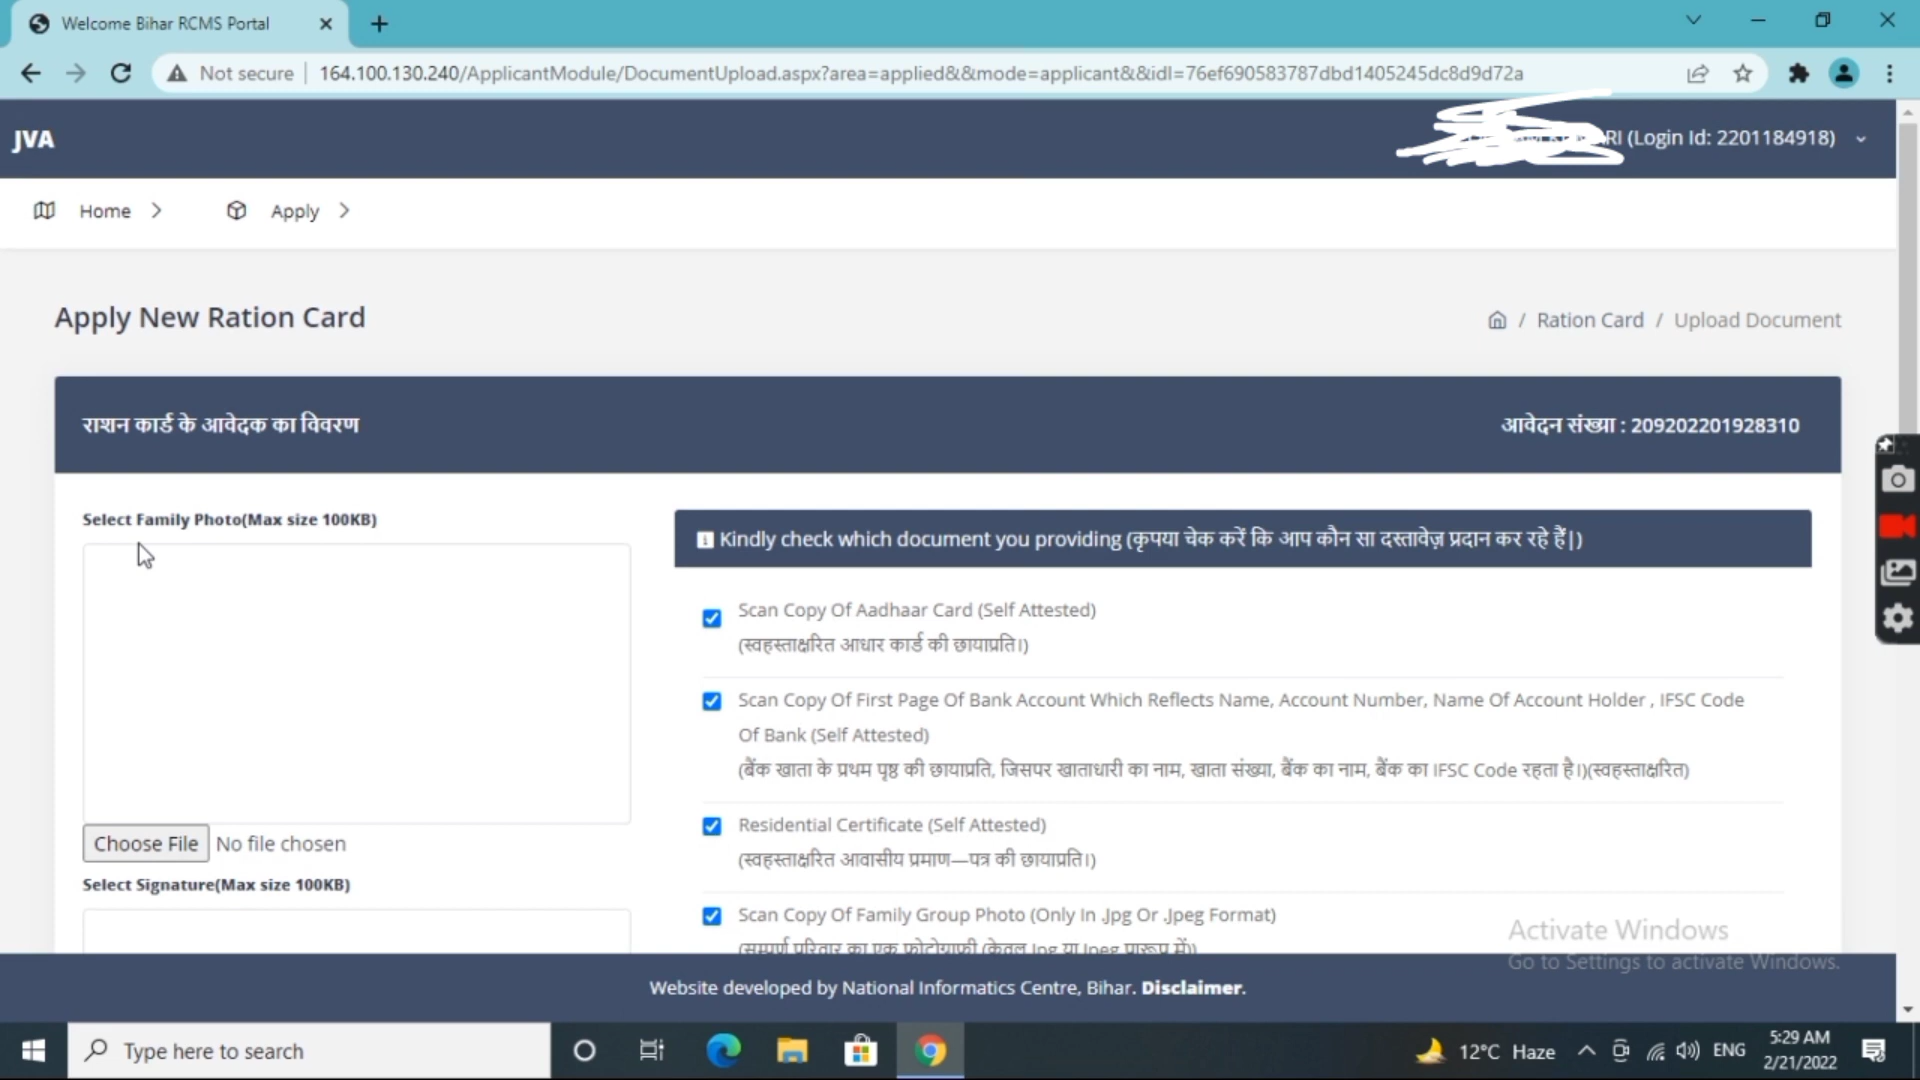 Welcome Bihar RCMS Portal
Not secure
164.100.130.240/ApplicantModule/DocumentUpload.aspx?area=applied&&mode=applicant&&idl=76ef690583787dbd1405245dc8d9d72a
JVA
RI (Login Id: 2201184918)
Home
Apply
Apply New Ration Card
/ Ration Card / Upload Document
राशन कार्ड के आवेदक का विवरण
आवेदन संख्या : 209202201928310
Select Family Photo(Max size 100KB)
Kindly check which document you providing (कृपया चेक करें कि आप कौन सा दस्तावेज़ प्रदान कर रहे हैं|)
Scan Copy Of Aadhaar Card (Self Attested)
(स्वहस्ताक्षरित आधार कार्ड की छायाप्रति।)
Scan Copy Of First Page Of Bank Account Which Reflects Name, Account Number, Name Of Account Holder , IFSC Code
Of Bank (Self Attested)
(बैंक खाता के प्रथम पृष्ठ की छायाप्रति, जिसपर खाताधारी का नाम, खाता संख्या, बैंक का नाम, बैंक का IFSC Code रहता है।)(स्वहस्ताक्षरित)
Residential Certificate (Self Attested)
(स्वहस्ताक्षरित आवासीय प्रमाण—पत्र की छायाप्रति।)
Choose File No file chosen
Select Signature(Max size 100KB)
Scan Copy Of Family Group Photo (Only In .Jpg Or .Jpeg Format)
(सम्पूर्ण परिवार का एक फोटोग्राफी (केवल Jpg या Jpeg प्रारूप में))
Activate Windows
Go to Settings to activate Windows.
Website developed by National Informatics Centre, Bihar. Disclaimer.
Type here to search
12°C Haze
ENG
5:29 AM
2/21/2022